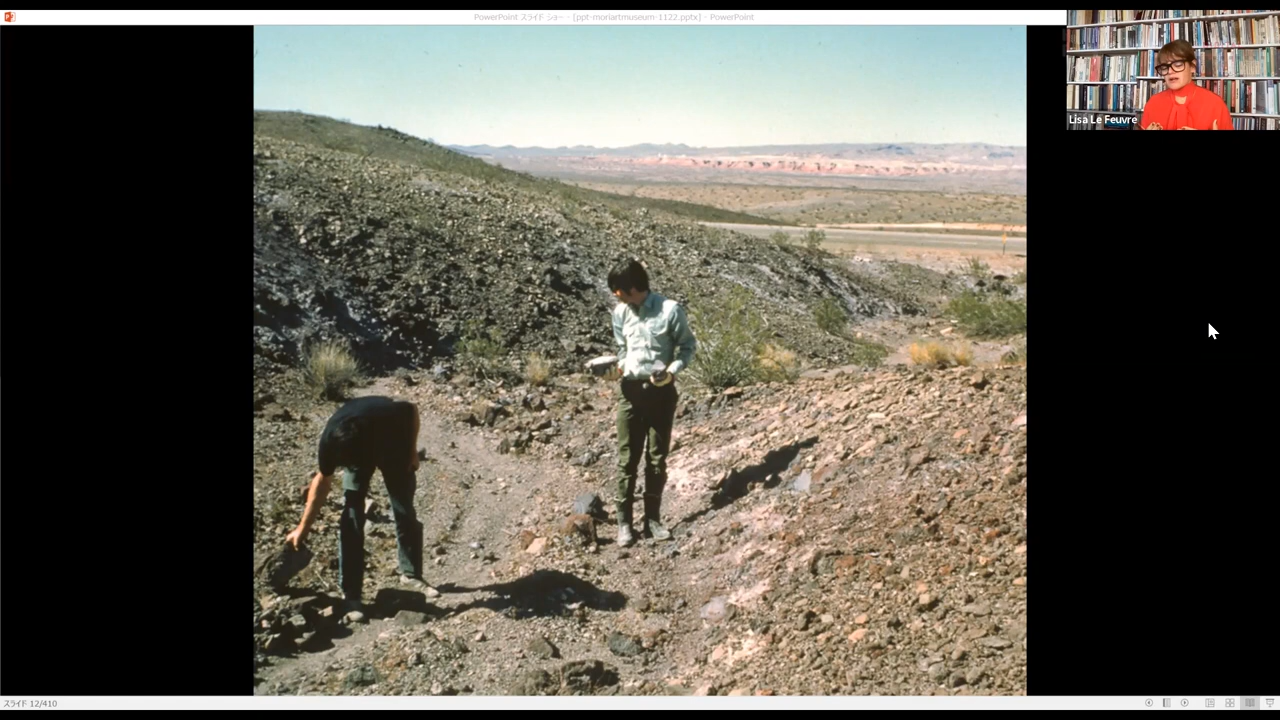 PowerPoint スライド ショー - [ppt-moriartmuseum-1122.pptx] - PowerPoint
Lisa Le Feuvre
スライド 12/410